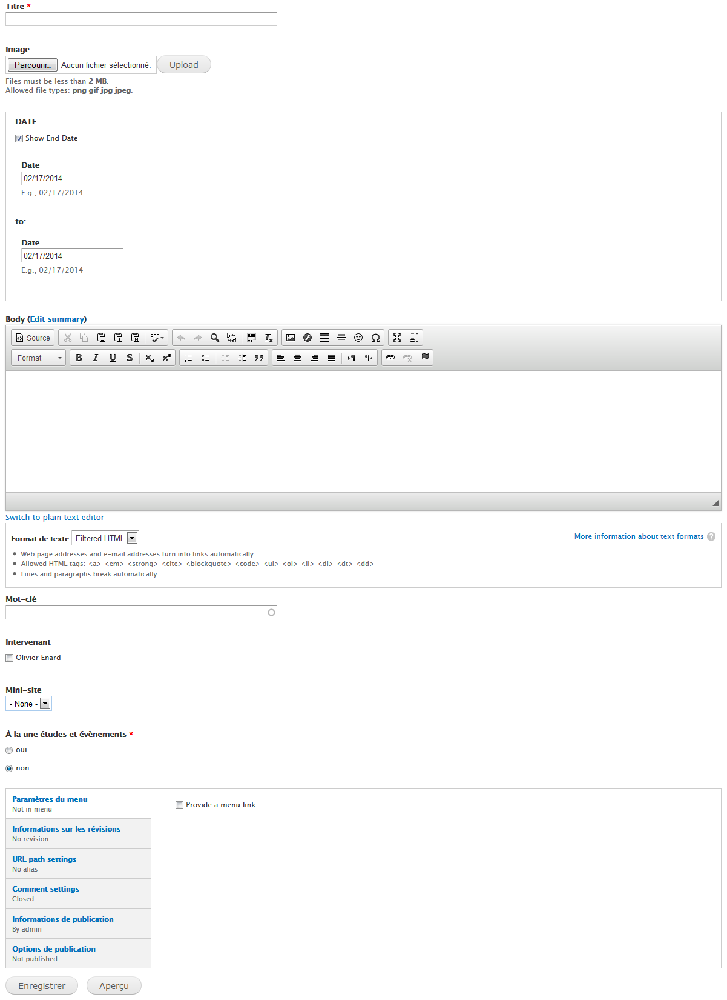 Titre *
Image
Parcourir... Aucun fichier sélectionné. Upload
Files must be less than 2 MB.
Allowed file types: png gif jpg jpeg.
DATE
Show End Date
Date
02/17/2014
E.g., 02/17/2014
to:
Date
02/17/2014
E.g., 02/17/2014
Body (Edit summary)
Source
Format
Switch to plain text editor
Format de texte Filtered HTML More information about text formats
Web page addresses and e-mail addresses turn into links automatically.
Allowed HTML tags: <a> <em> <strong> <cite> <blockquote> <code> <ul> <ol> <li> <dl> <dt> <dd>
Lines and paragraphs break automatically.
Mot-clé
Intervenant
Olivier Enard
Mini-site
- None -
À la une études et évènements *
oui
non
Paramètres du menu
Not in menu
Provide a menu link
Informations sur les révisions
No revision
URL path settings
No alias
Comment settings
Closed
Informations de publication
By admin
Options de publication
Not published
Enregistrer Aperçu